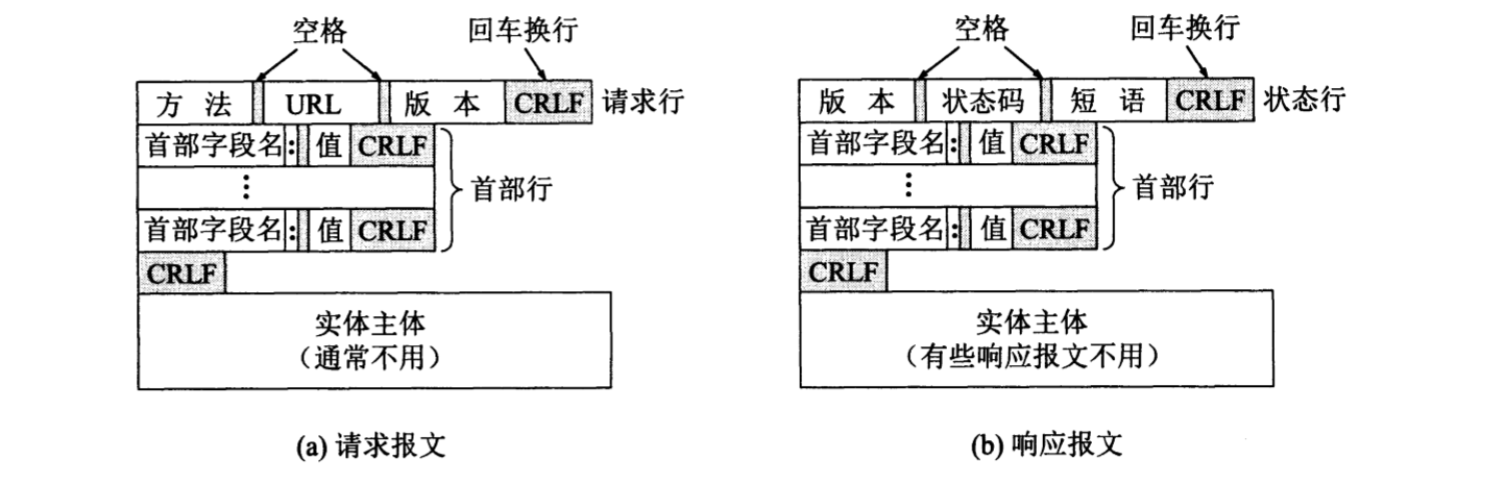 空格 回车换行
方 法 URL 版 本 CRLF 请求行
首部字段名: 值 CRLF
⋮
首部字段名: 值 CRLF
首部行
CRLF
实体主体
（通常不用）
(a) 请求报文
空格 回车换行
版 本 状态码 短 语 CRLF 状态行
首部字段名: 值 CRLF
⋮
首部字段名: 值 CRLF
首部行
CRLF
实体主体
（有些响应报文不用）
(b) 响应报文